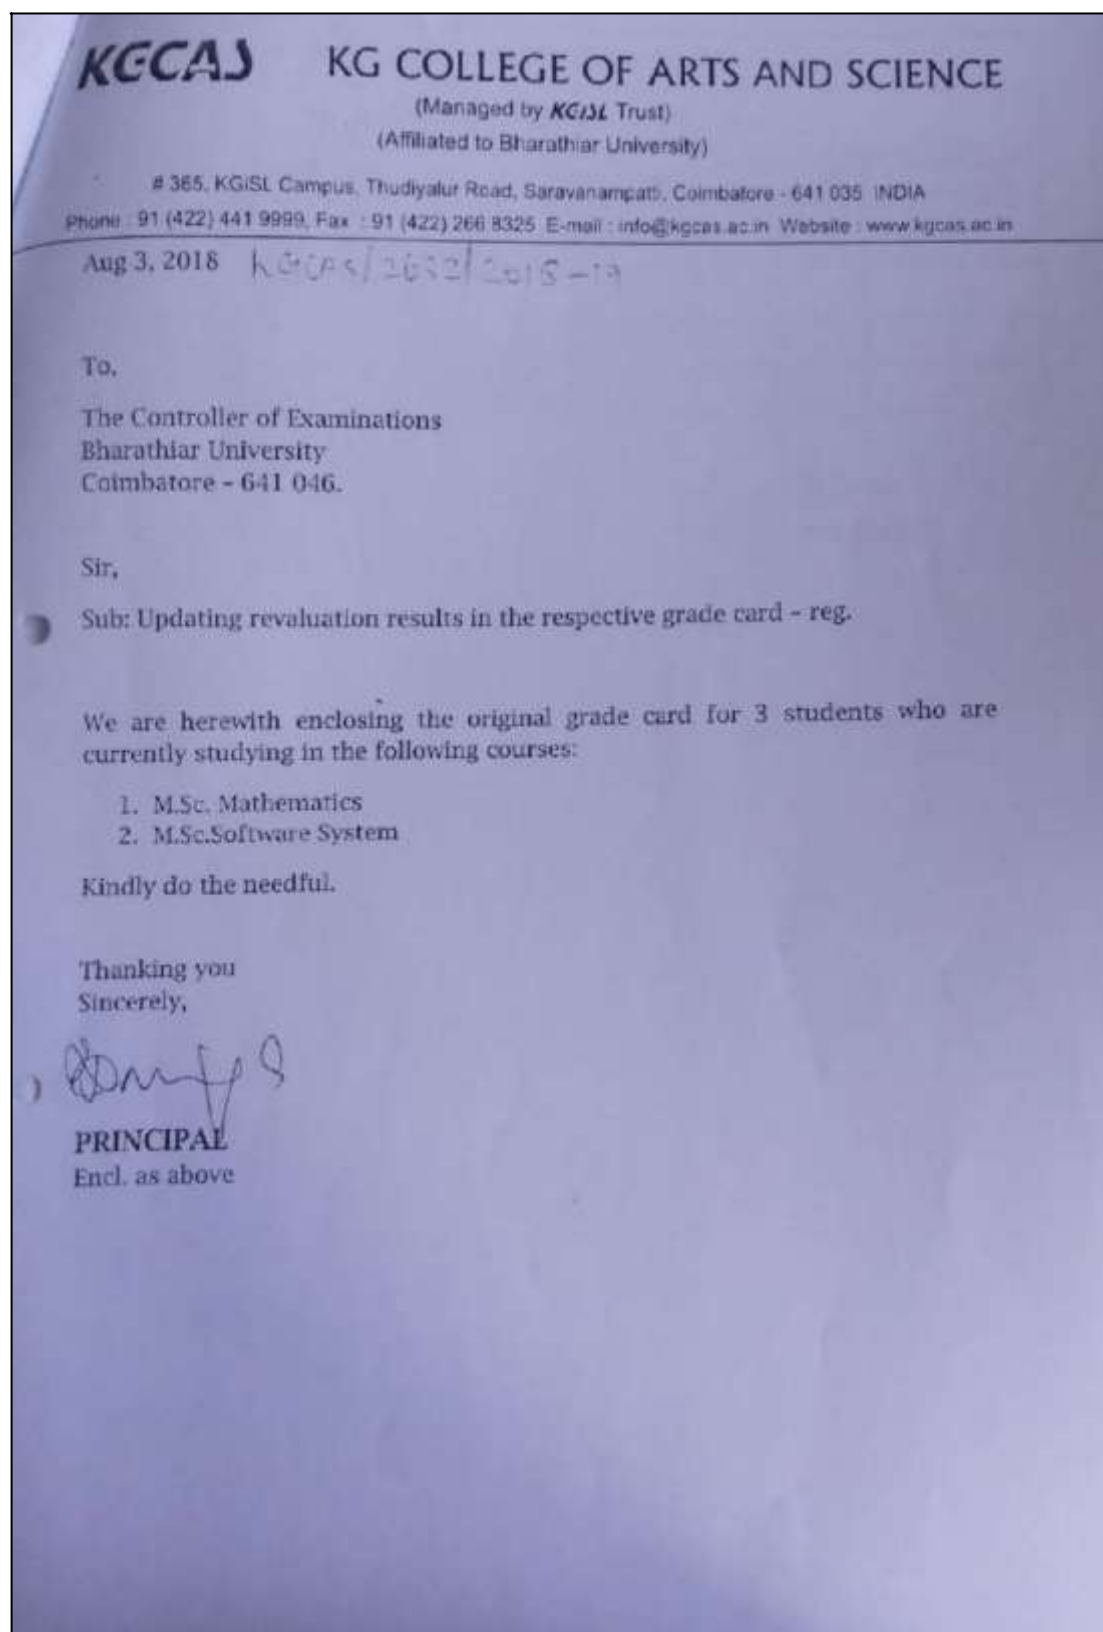 KGCAS KG COLLEGE OF ARTS AND SCIENCE
(Managed by KGiSL Trust)
(Affiliated to Bharathiar University)
# 365, KGiSL Campus, Thudiyalur Road, Saravanampatti, Coimbatore - 641 035 INDIA
Phone : 91 (422) 441 9999, Fax : 91 (422) 266 8325 E-mail : info@kgcas.ac.in Website : www.kgcas.ac.in
Aug 3, 2018
To,
The Controller of Examinations
Bharathiar University
Coimbatore – 641 046.
Sir,
Sub: Updating revaluation results in the respective grade card – reg.
We are herewith enclosing the original grade card for 3 students who are
currently studying in the following courses:
1. M.Sc. Mathematics
2. M.Sc.Software System
Kindly do the needful.
Thanking you
Sincerely,
PRINCIPAL
Encl. as above